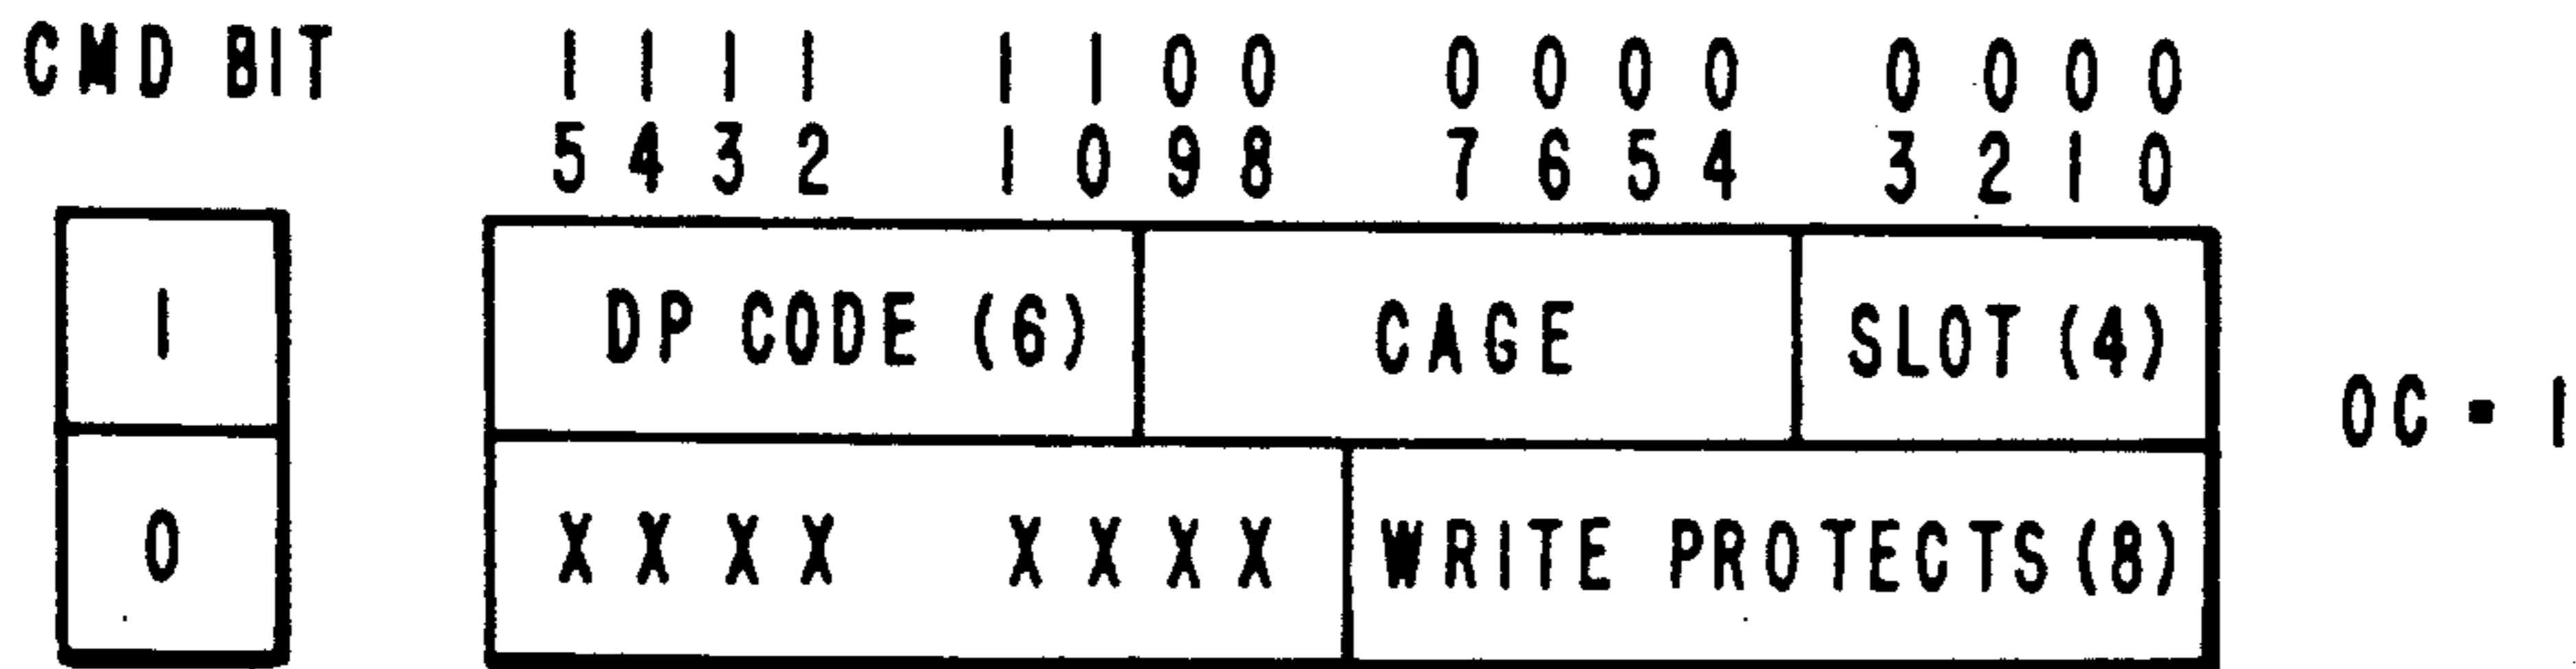 CMD BIT 1 1 1 1 1 1 0 0 0 0 0 0 0 0 0 0
5 4 3 2 1 0 9 8 7 6 5 4 3 2 1 0
1 DP CODE (6) CAGE SLOT (4)
OC - 1
0 X X X X X X X X WRITE PROTECTS (8)